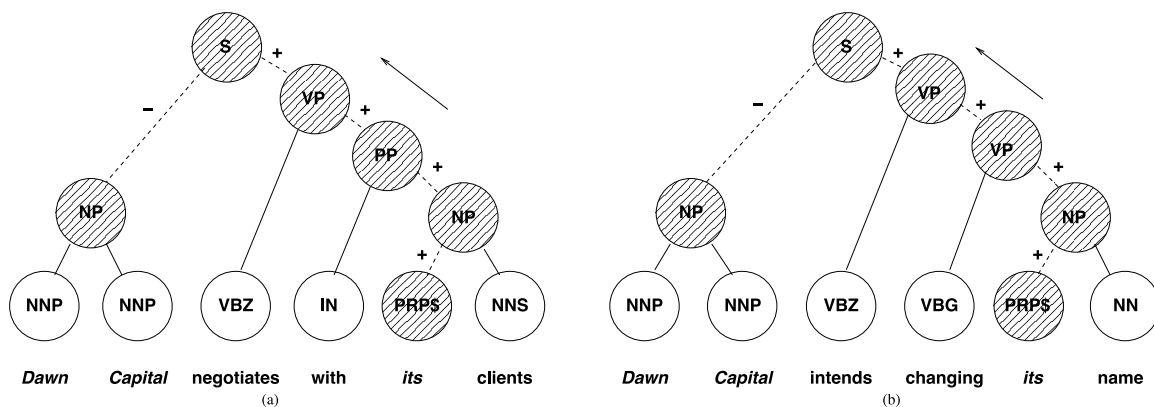 S
+
VP
+
−
PP
+
NP
NP
+
NNP NNP VBZ IN PRP$ NNS
Dawn Capital negotiates with its clients
(a)
S
+
VP
+
−
VP
+
NP
NP
+
NNP NNP VBZ VBG PRP$ NN
Dawn Capital intends changing its name
(b)